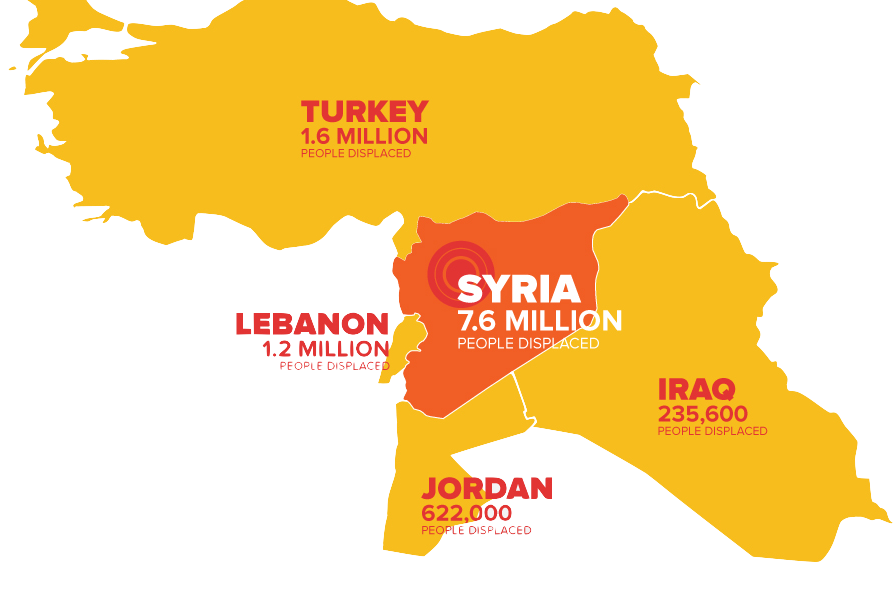 TURKEY
1.6 MILLION
PEOPLE DISPLACED
SYRIA
7.6 MILLION
PEOPLE DISPLACED
LEBANON
1.2 MILLION
PEOPLE DISPLACED
IRAQ
235,600
PEOPLE DISPLACED
JORDAN
622,000
PEOPLE DISPLACED